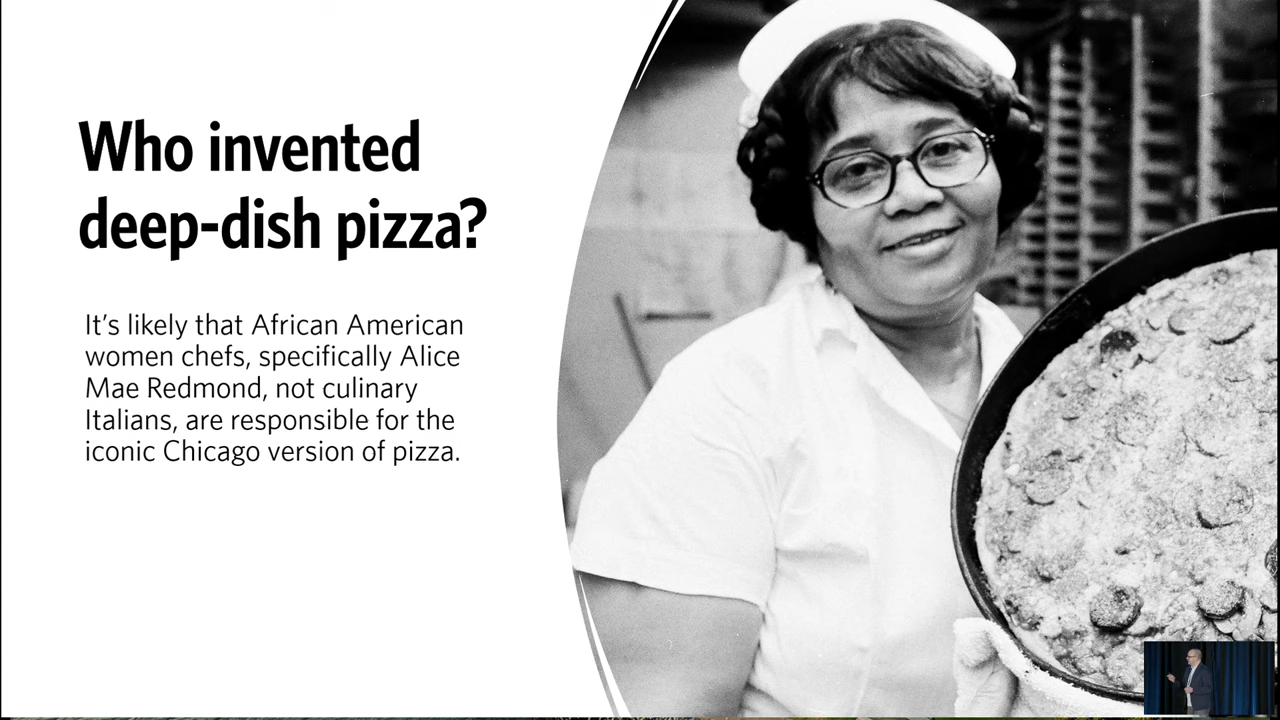 Who invented
deep-dish pizza?
It's likely that African American
women chefs, specifically Alice
Mae Redmond, not culinary
Italians, are responsible for the
iconic Chicago version of pizza.